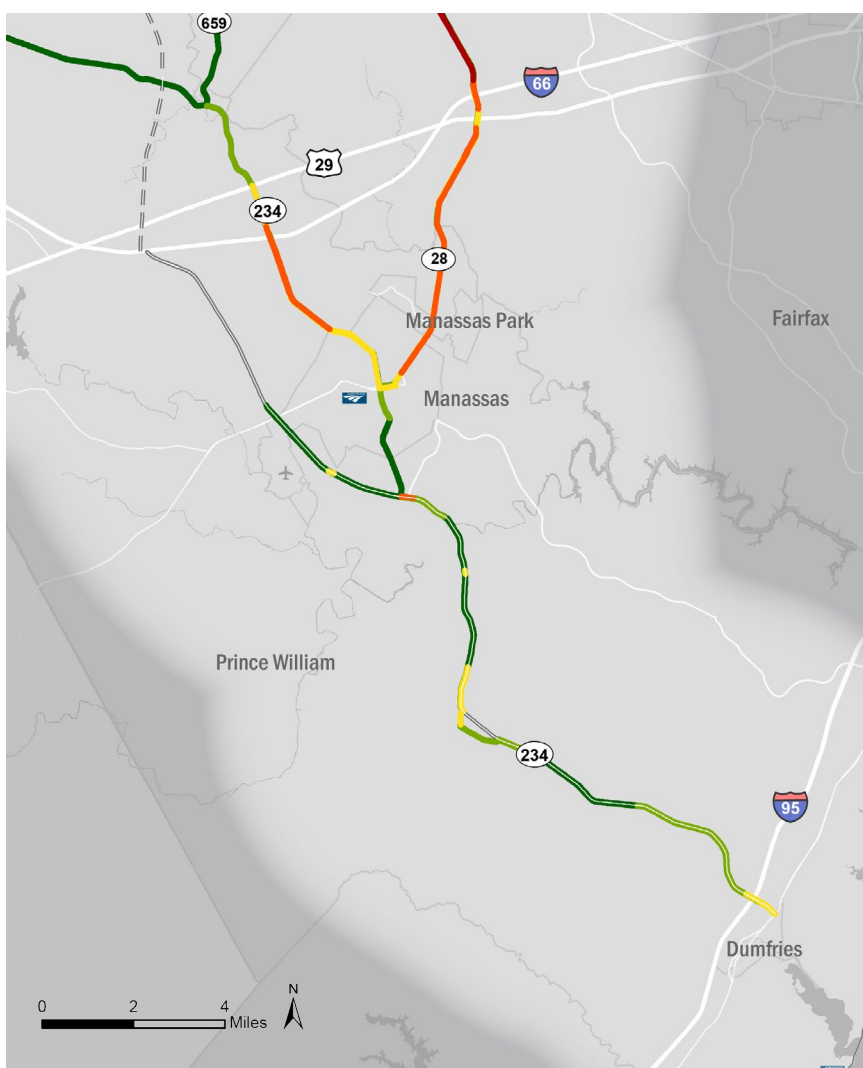 659
66
29
234
28
Manassas Park
Fairfax
Manassas
Prince William
234
95
Dumfries
N
0 2 4
Miles